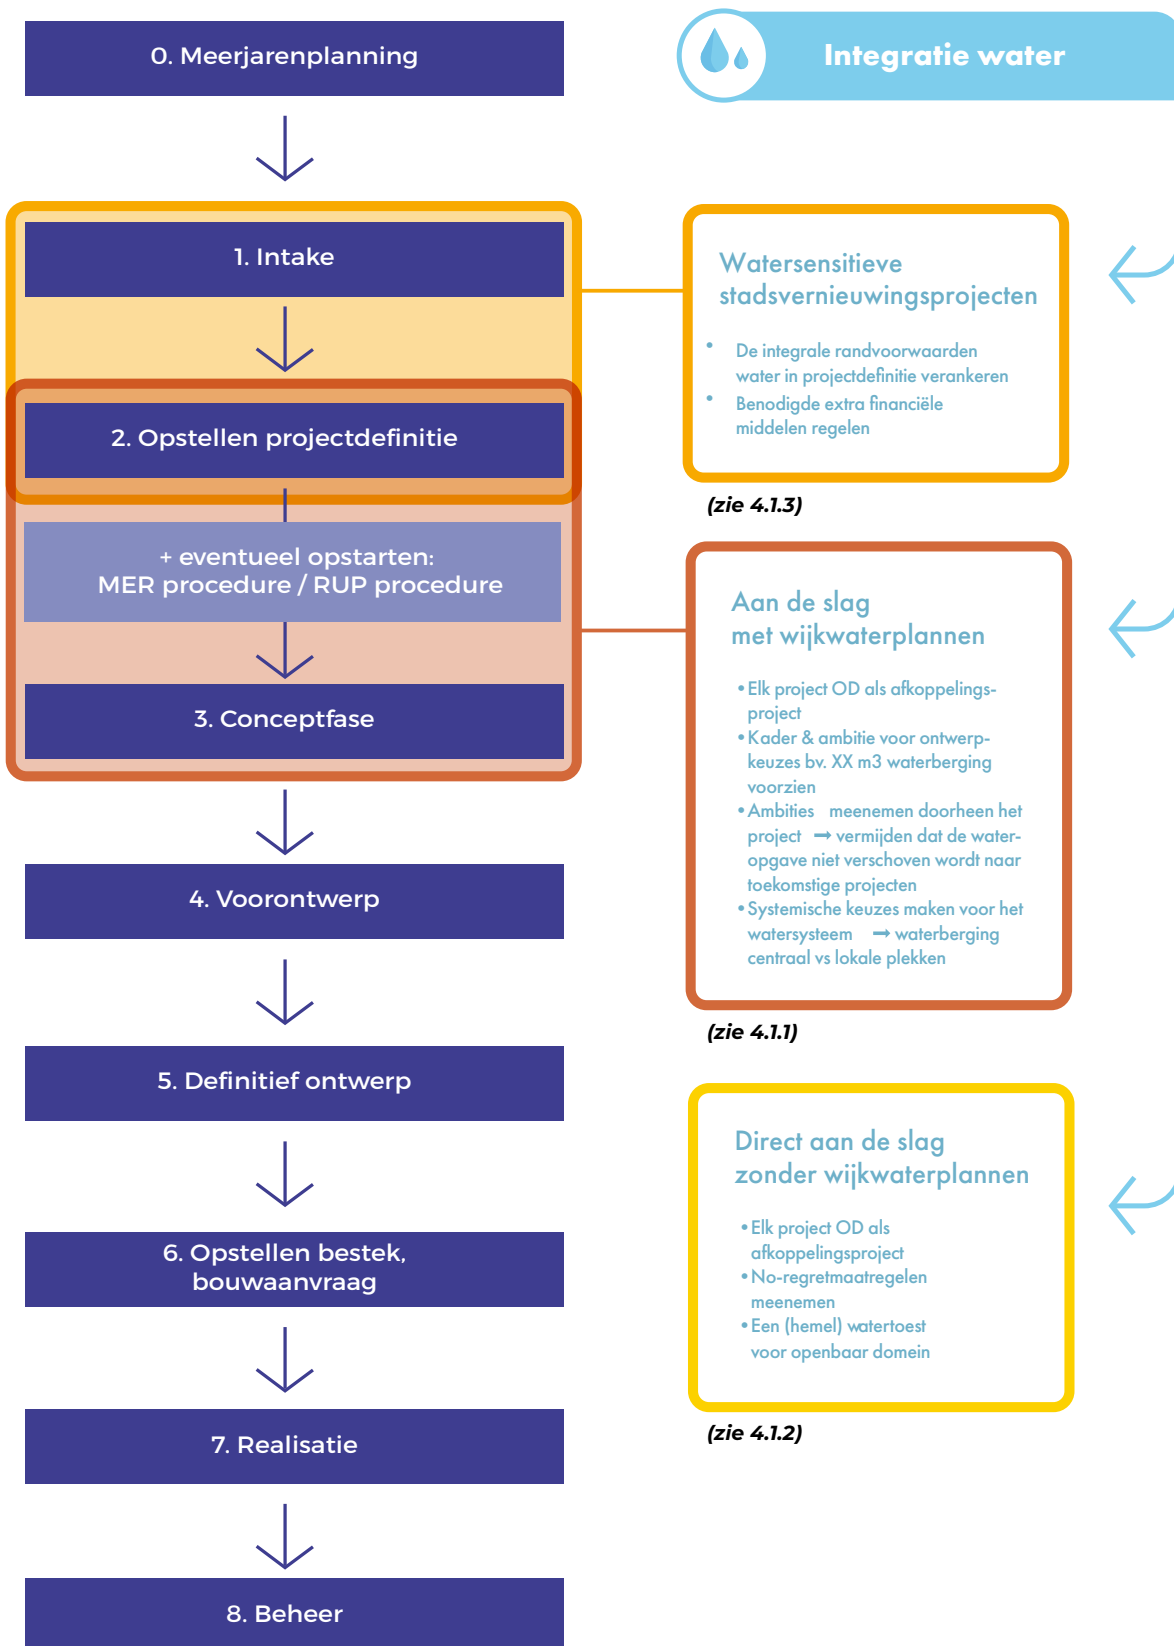 0. Meerjarenplanning
1. Intake
2. Opstellen projectdefinitie
+ eventueel opstarten:
MER procedure / RUP procedure
3. Conceptfase
4. Voorontwerp
5. Definitief ontwerp
6. Opstellen bestek,
bouwaanvraag
7. Realisatie
8. Beheer
Integratie water
Watersensitieve
stadsvernieuwingsprojecten
• De integrale randvoorwaarden
water in projectdefinitie verankeren
• Benodigde extra financiële
middelen regelen
(zie 4.1.3)
Aan de slag
met wijkwaterplannen
• Elk project OD als afkoppelings-
project
• Kader & ambitie voor ontwerp-
keuzes bv. XX m3 waterberging
voorzien
• Ambities meenemen doorheen het
project ➞ vermijden dat de water-
opgave niet verschoven wordt naar
toekomstige projecten
• Systemische keuzes maken voor het
watersysteem ➞ waterberging
centraal vs lokale plekken
(zie 4.1.1)
Direct aan de slag
zonder wijkwaterplannen
• Elk project OD als
afkoppelingsproject
• No-regretmaatregelen
meenemen
• Een (hemel) watertoest
voor openbaar domein
(zie 4.1.2)